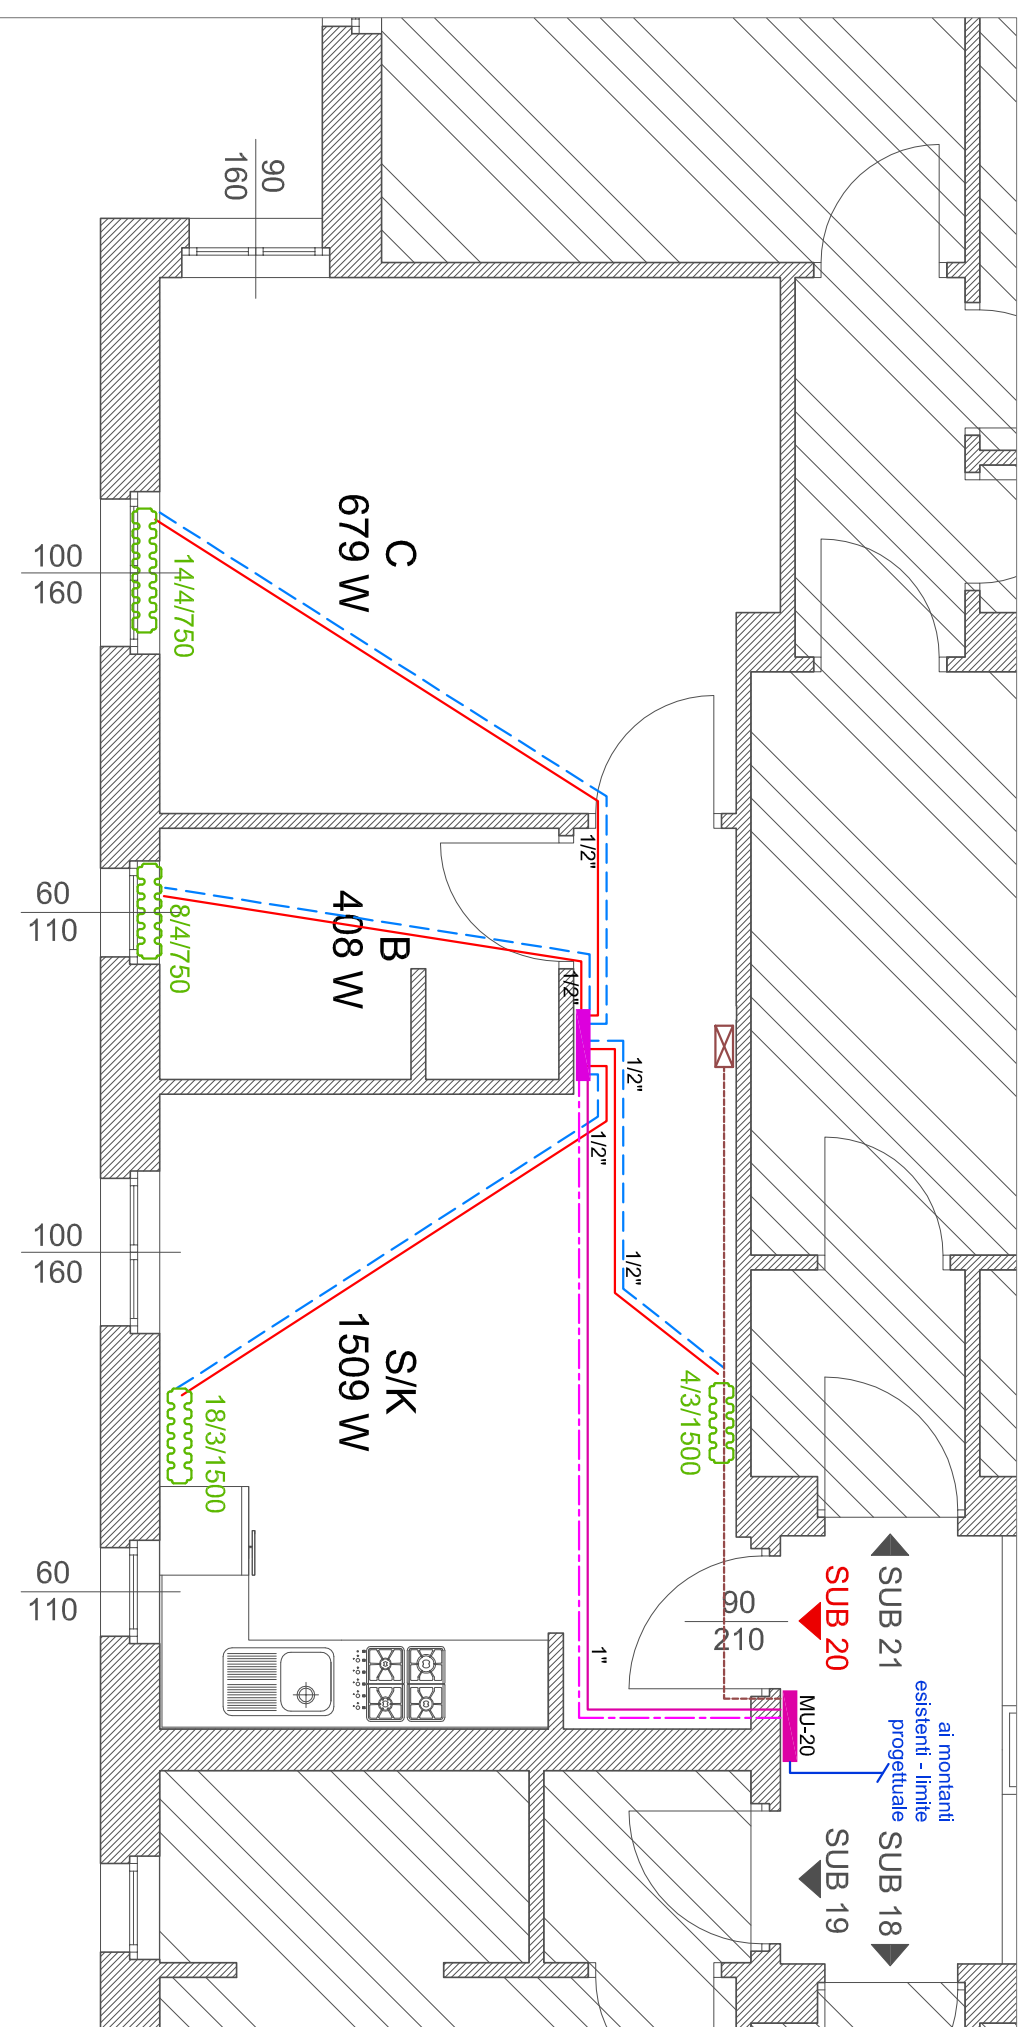 90
160
C
679 W
100
160
14/4/750
1/2"
B
408 W
60
110
8/4/750
1/2"
1/2"
1/2"
1/2"
100
160
S/K
1509 W
18/3/1500
4/3/1500
60
110
90
210
1"
SUB 21
SUB 20
MU-20
ai montanti
esistenti - limite
progettuale
SUB 18
SUB 19